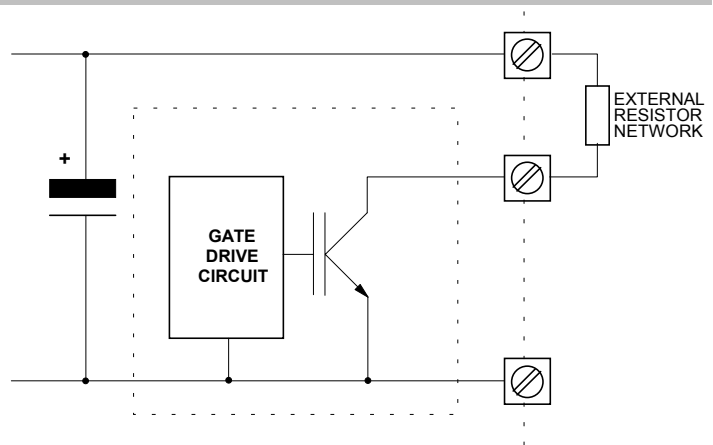 EXTERNAL
RESISTOR
NETWORK
+
GATE
DRIVE
CIRCUIT